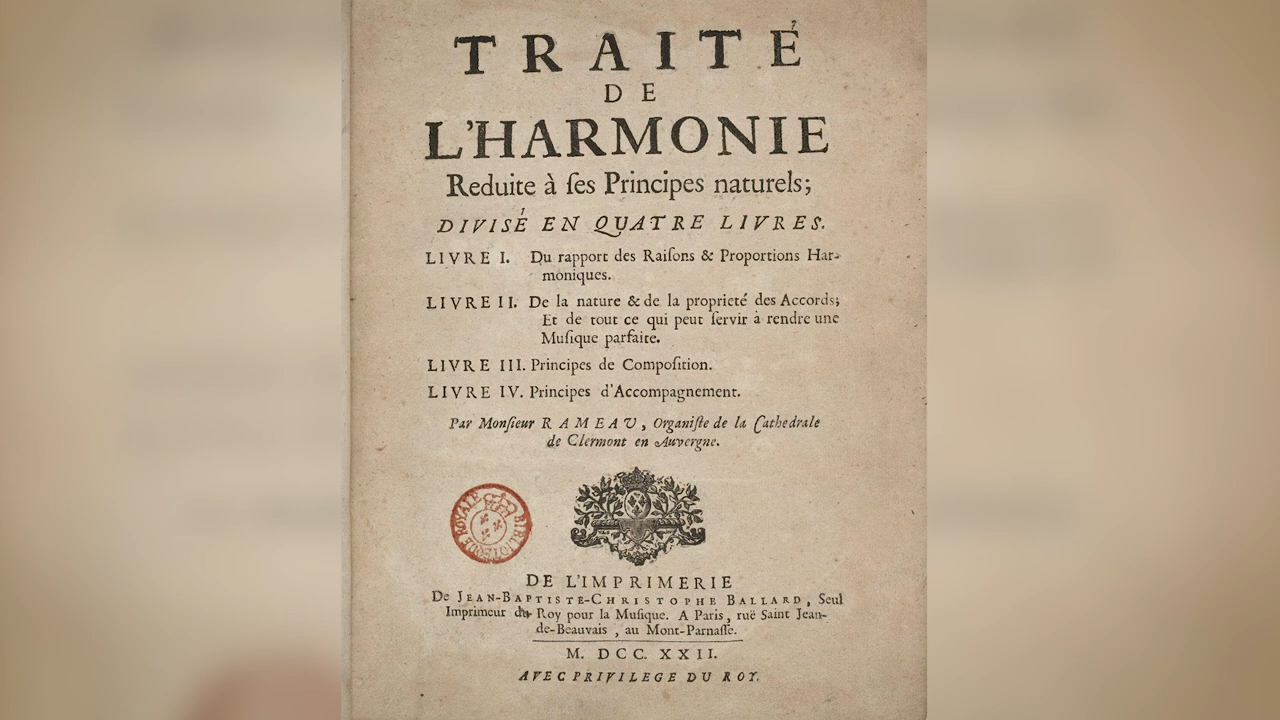 TRAITÉ
DE
L'HARMONIE
Reduite à ſes Principes naturels;
DIVISÉ EN QUATRE LIVRES.
LIVRE I. Du rapport des Raiſons & Proportions Har-
moniques.
LIVRE II. De la nature & de la proprieté des Accords;
Et de tout ce qui peut ſervir à rendre une
Muſique parfaite.
LIVRE III. Principes de Compoſition.
LIVRE IV. Principes d'Accompagnement.
Par Monſieur RAMEAU, Organiſte de la Cathedrale
de Clermont en Auvergne.
BIBLIOTHEQUE ROYALE
DE L'IMPRIMERIE
De JEAN-BAPTISTE-CHRISTOPHE BALLARD, Seul
Imprimeur du Roy pour la Muſique. A Paris, ruë Saint Jean-
de-Beauvais, au Mont-Parnaſſe.
M. DCC. XXII.
AVEC PRIVILEGE DU ROY.